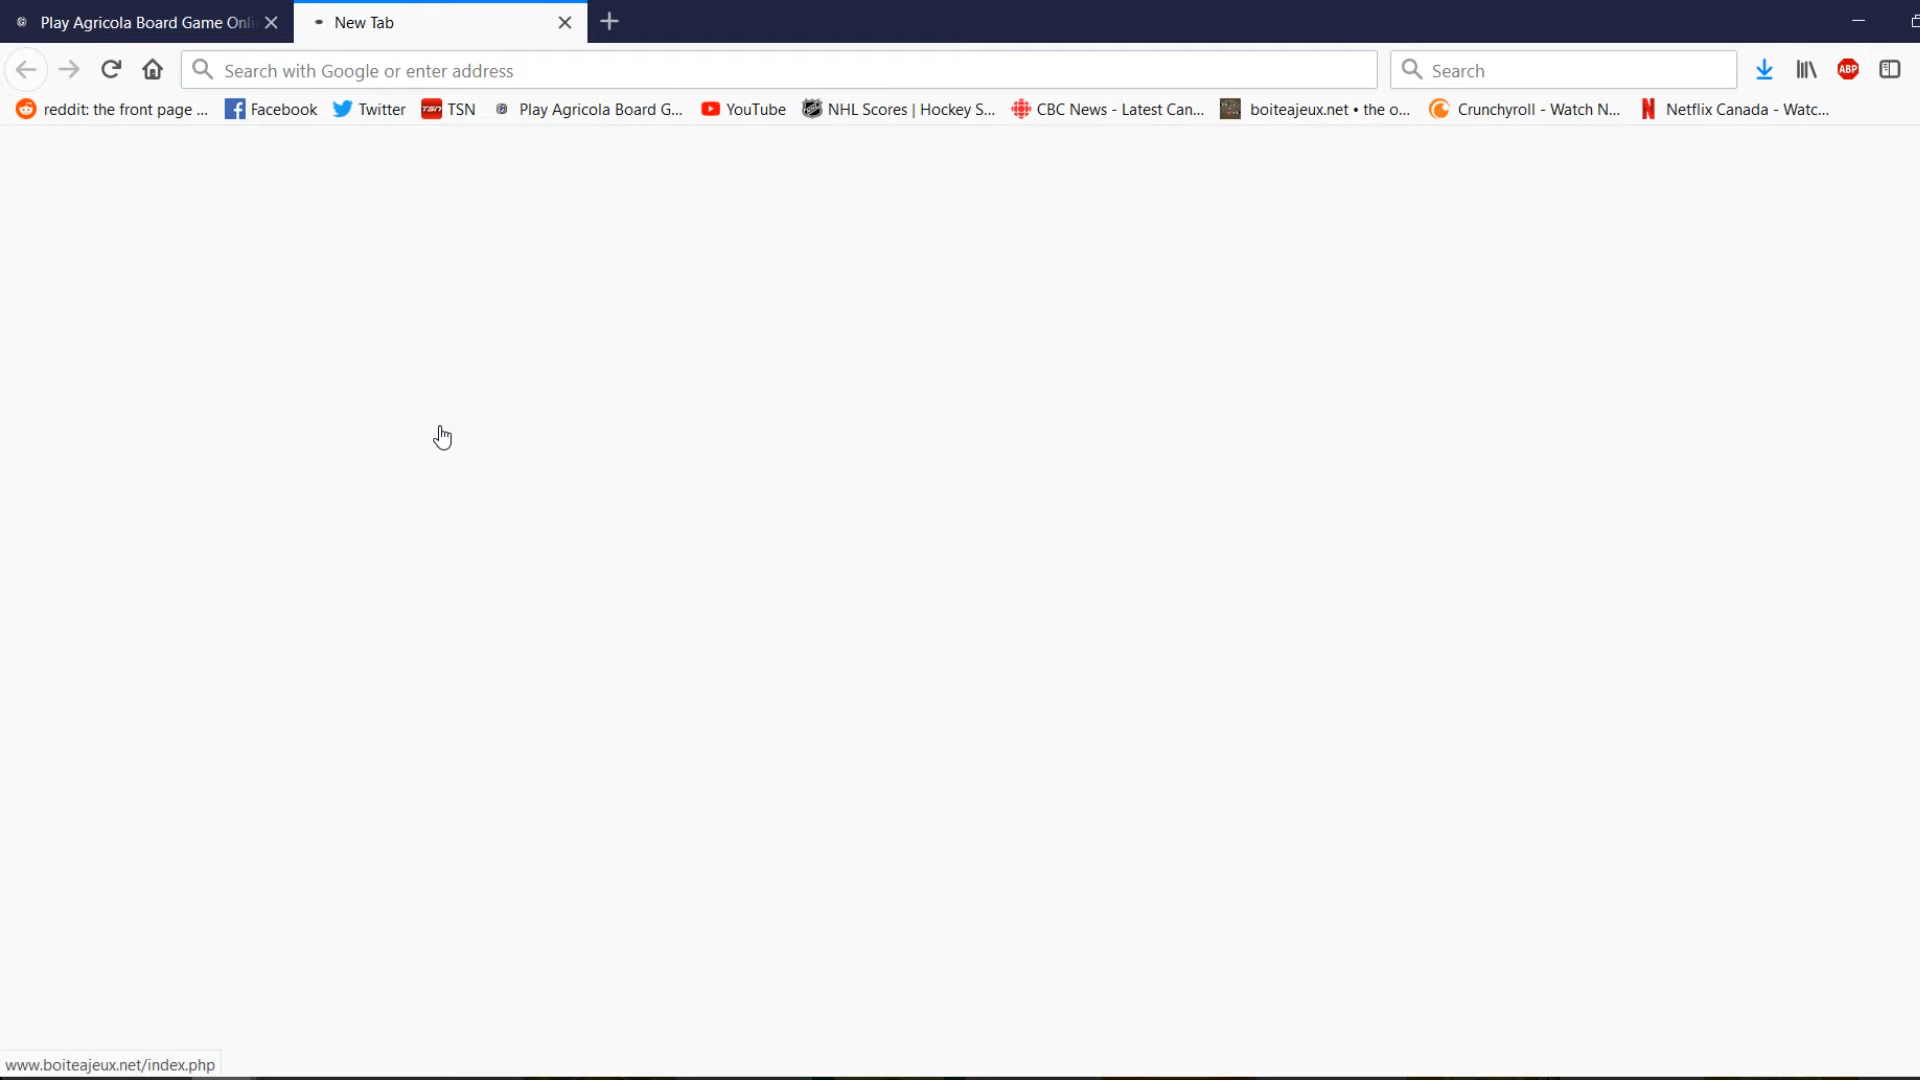 Play Agricola Board Game Onli
New Tab
Search with Google or enter address
Search
ABP
reddit: the front page ...
Facebook
TSN
Twitter
TSN
Play Agricola Board G...
YouTube
NHL Scores | Hockey S...
CBC News - Latest Can...
boiteajeux.net • the o...
Crunchyroll - Watch N...
N
Netflix Canada - Watc...
www.boiteajeux.net/index.php